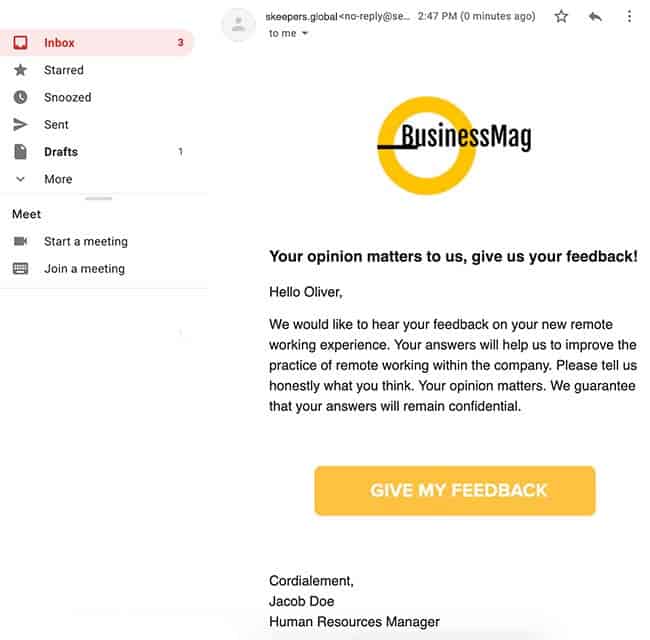 Inbox 3
Starred
Snoozed
Sent
Drafts 1
More
Meet
Start a meeting
Join a meeting
skeepers.global <no-reply@se... 2:47 PM (0 minutes ago)
to me
BusinessMag
Your opinion matters to us, give us your feedback!
Hello Oliver,
We would like to hear your feedback on your new remote
working experience. Your answers will help us to improve the
practice of remote working within the company. Please tell us
honestly what you think. Your opinion matters. We guarantee
that your answers will remain confidential.
GIVE MY FEEDBACK
Cordialement,
Jacob Doe
Human Resources Manager